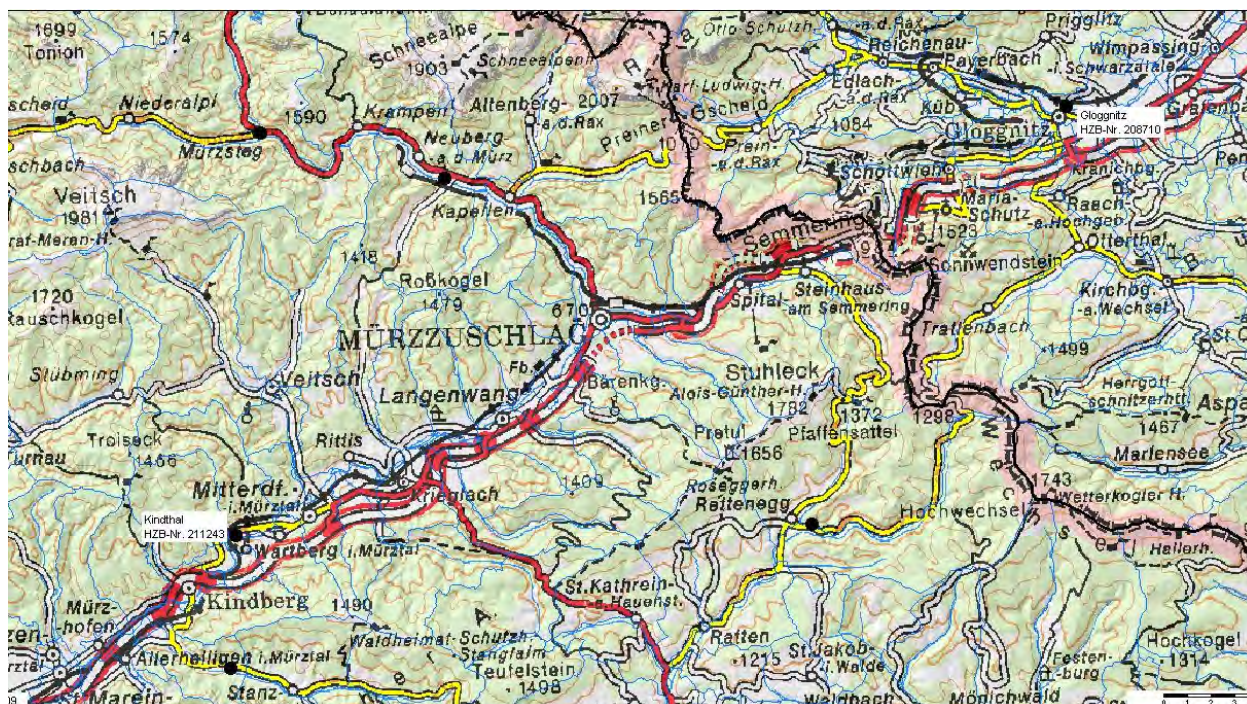 1699
Tonion
1574
Schneealpe
1903
Schneealpenh.
Otto Schutzh.
-a.d. Rax
Prigglitz
Reichenau-
Payerbach
Wimpassing
-i.Schwarzatale
Niederalpl
1590
Krampen
Altenberg-
2007
-a.d.Rax
Karl-Ludwig-H.
Edlach-
-a.d.Rax
Küb
Gloggnitz
HZB-Nr. 208710
Mürzsteg
Neuberg-
-a.d.Mürz
Preiner
Gscheid
1070
Prein-
-a.d.Rax
1084
Gloggnitz
Schottwien
Kranichbg.
Veitsch
1981
Kapellen
1565
Maria-
Schutz
Raach-
-a.Hochgeb.
1418
Semmering
1523
Otterthal
Sonnwendstein
Roßkogel
1479
1720
Rauschkogel
670
Spital-
-am Semmering
Steinhaus-
Kirchbg.
-a.Wechsel
MÜRZZUSCHLAG
Trattenbach
Fb.
1499
Veitsch
Bärenkg.
Stuhleck
Alois-Günther-H.
1782
Langenwang
1372
1298
Herrgott-
schnitzerhtt.
Aspa
1467
Troiseck
1466
Rittis
Pretul
1656
Pfaffensattel
Mariensee
Turnau
Mitterdf.-
-i.Mürztal
1409
Krieglach
Roseggerh.
Rettenegg
1743
Wetterkogler H.
Kindthal
HZB-Nr. 211243
Hochwechsel
Wartberg i.Mürztal
Hallerh.
Kindberg
1490
St.Kathrein-
-a.Hauenst.
Mürz-
hofen
Waldheimat-Schutzh.
Stanglalm
Teufelstein
1498
Ratten
1215
St.Jakob-
-i.Walde
Hochkogel
1314
Allerheiligen i.Mürztal
Festen-
-burg
Stanz
St.Marein-
Waldbach
Mönichwald